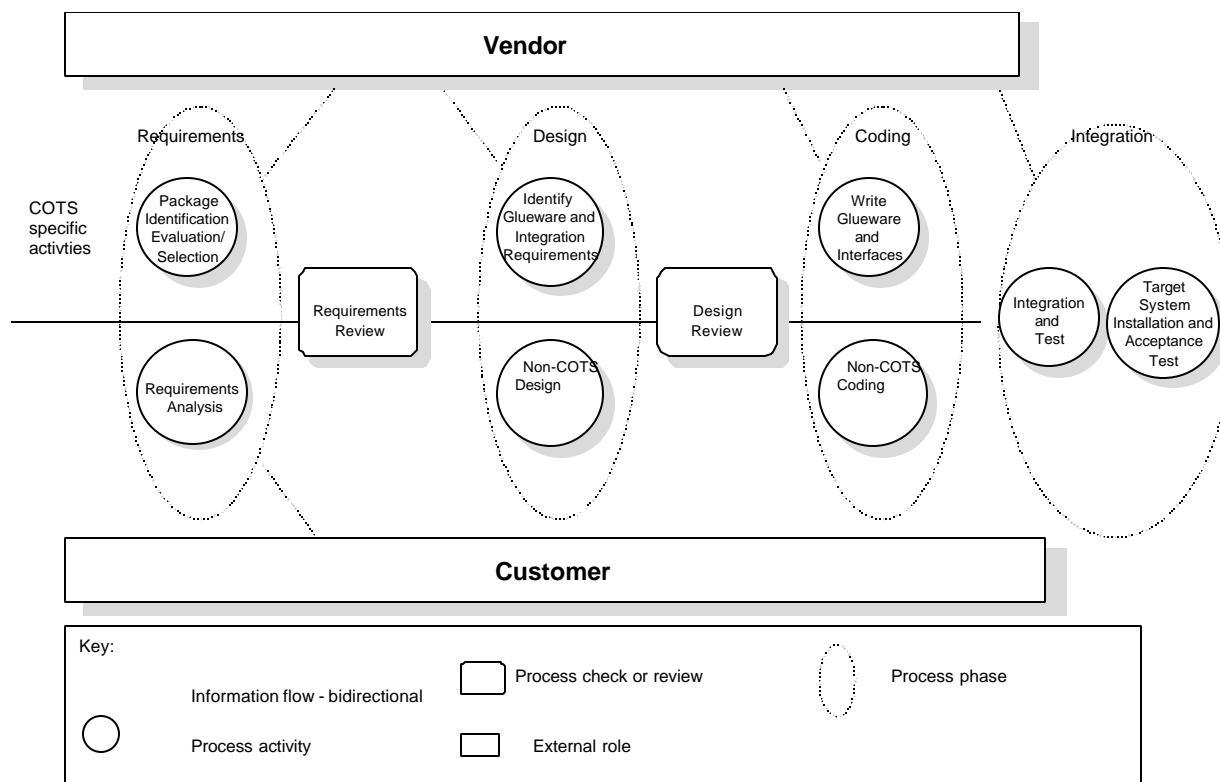 Vendor
Requirements
Design
Coding
Integration
COTS
specific
activties
Package
Identification
Evaluation/
Selection
Identify
Glueware and
Integration
Requirements
Write
Glueware
and
Interfaces
Requirements
Review
Design
Review
Integration
and
Test
Target
System
Installation and
Acceptance
Test
Requirements
Analysis
Non-COTS
Design
Non-COTS
Coding
Customer
Key:
Information flow - bidirectional
Process activity
Process check or review
External role
Process phase